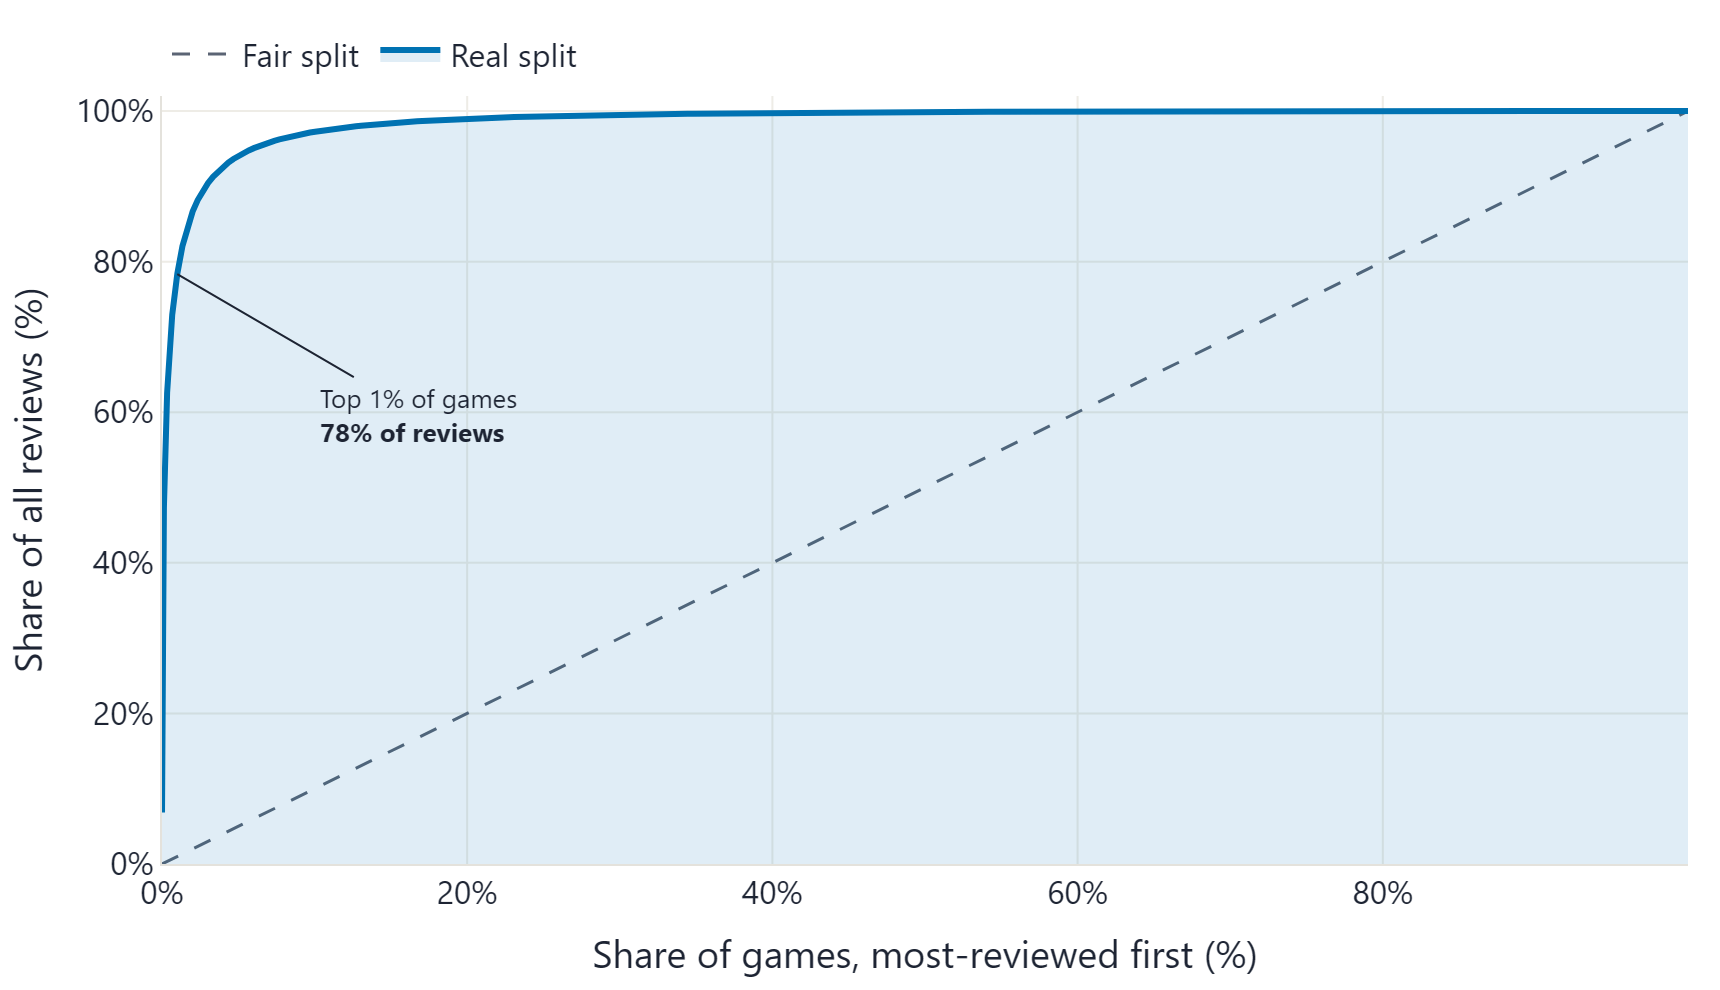 Fair split
Real split
100%
80%
60%
40%
20%
0%
Share of all reviews (%)
Top 1% of games
78% of reviews
0%
20%
40%
60%
80%
Share of games, most-reviewed first (%)